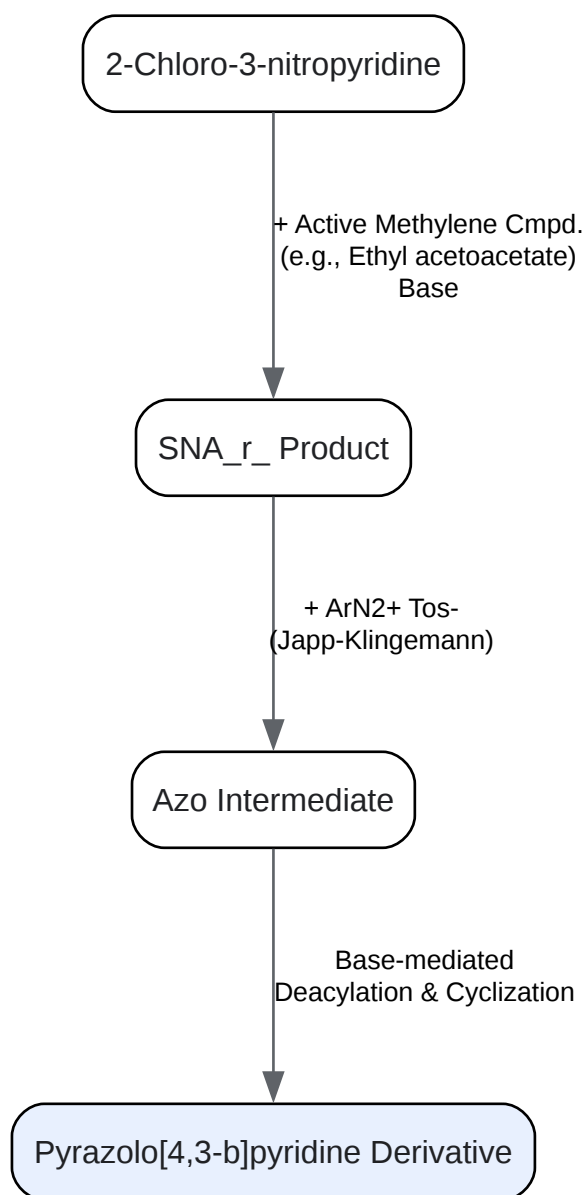 2-Chloro-3-nitropyridine
+ Active Methylene Cmpd.
(e.g., Ethyl acetoacetate)
Base
SNA_r_ Product
+ ArN2+ Tos-
(Japp-Klingemann)
Azo Intermediate
Base-mediated
Deacylation & Cyclization
Pyrazolo[4,3-b]pyridine Derivative